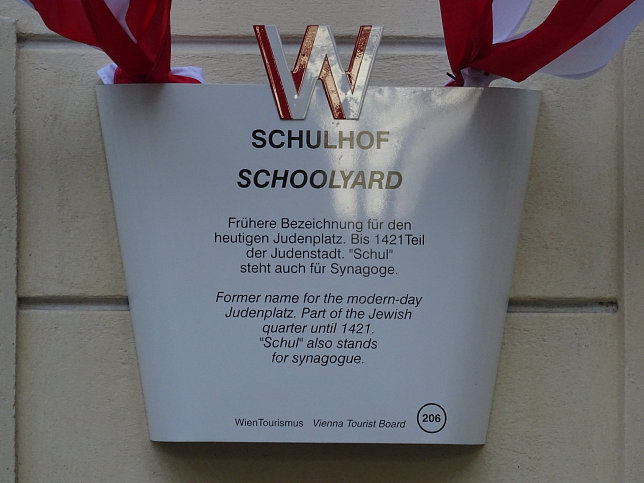 W
SCHULHOF
SCHOOLYARD
Frühere Bezeichnung für den
heutigen Judenplatz. Bis 1421Teil
der Judenstadt. "Schul"
steht auch für Synagoge.
Former name for the modern-day
Judenplatz. Part of the Jewish
quarter until 1421.
"Schul" also stands
for synagogue.
WienTourismus Vienna Tourist Board 206